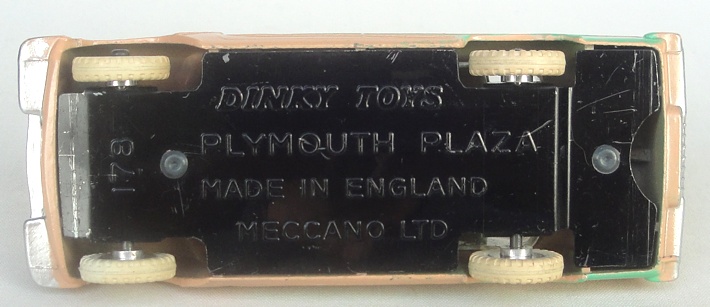 DINKY TOYS
PLYMOUTH PLAZA
MADE IN ENGLAND
MECCANO LTD
178